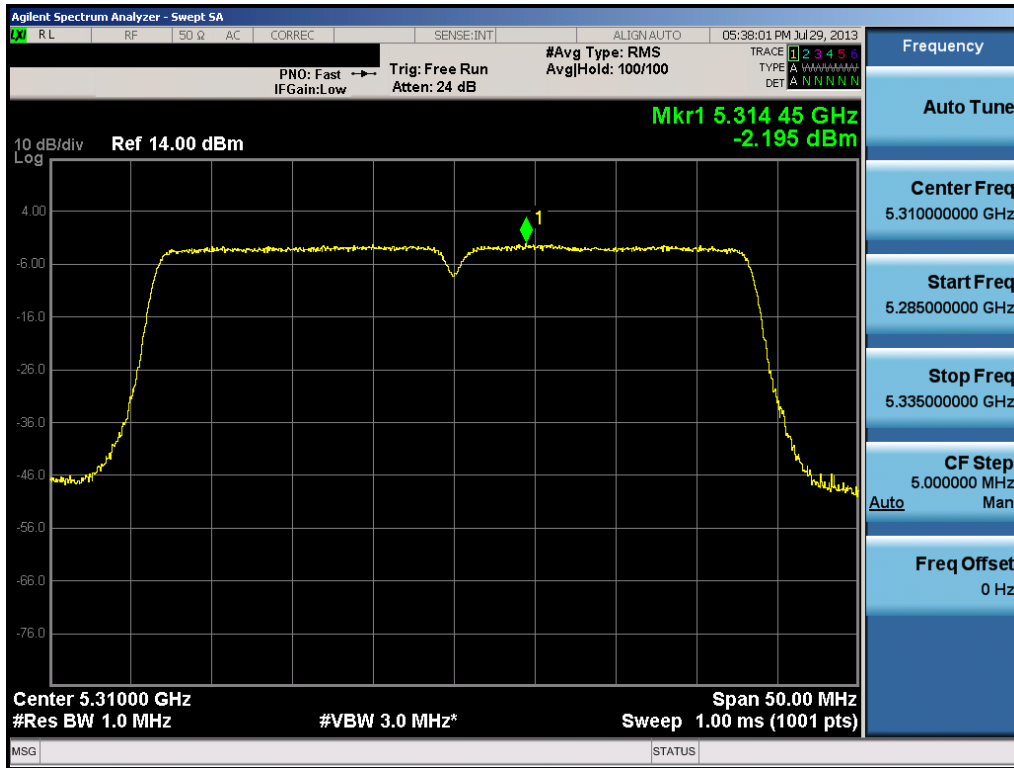 Agilent Spectrum Analyzer - Swept SA
LXI RL RF 50 Ω AC CORREC SENSE:INT ALIGN AUTO 05:38:01 PM Jul 29, 2013
Frequency
PNO: Fast
IFGain:Low
Trig: Free Run
Atten: 24 dB
#Avg Type: RMS
Avg|Hold: 100/100
TRACE 1 2 3 4 5 6
TYPE A WWWWW
DET A N N N N N
Auto Tune
Mkr1 5.314 45 GHz
-2.195 dBm
10 dB/div Ref 14.00 dBm
Log
1
4.00
-6.00
-16.0
-26.0
-36.0
-46.0
-56.0
-66.0
-76.0
Center Freq
5.310000000 GHz
Start Freq
5.285000000 GHz
Stop Freq
5.335000000 GHz
CF Step
5.000000 MHz
Auto Man
Freq Offset
0 Hz
Center 5.31000 GHz Span 50.00 MHz
#Res BW 1.0 MHz #VBW 3.0 MHz* Sweep 1.00 ms (1001 pts)
MSG STATUS